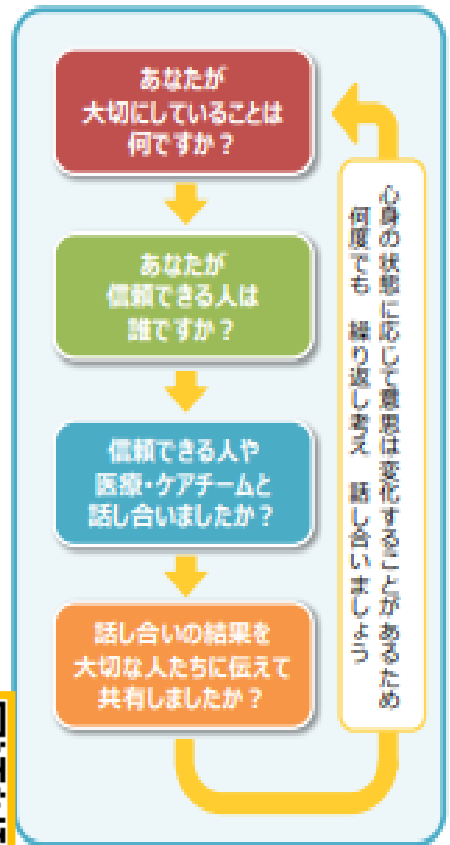 あなたが
大切にしていることは
何ですか？
あなたが
信頼できる人は
誰ですか？
信頼できる人や
医療・ケアチームと
話し合いましたか？
話し合いの結果を
大切な人たちに伝えて
共有しましたか？
心身の状態に応じて意思は変化することがあるため
何度でも 繰り返し考え 話し合いましょう